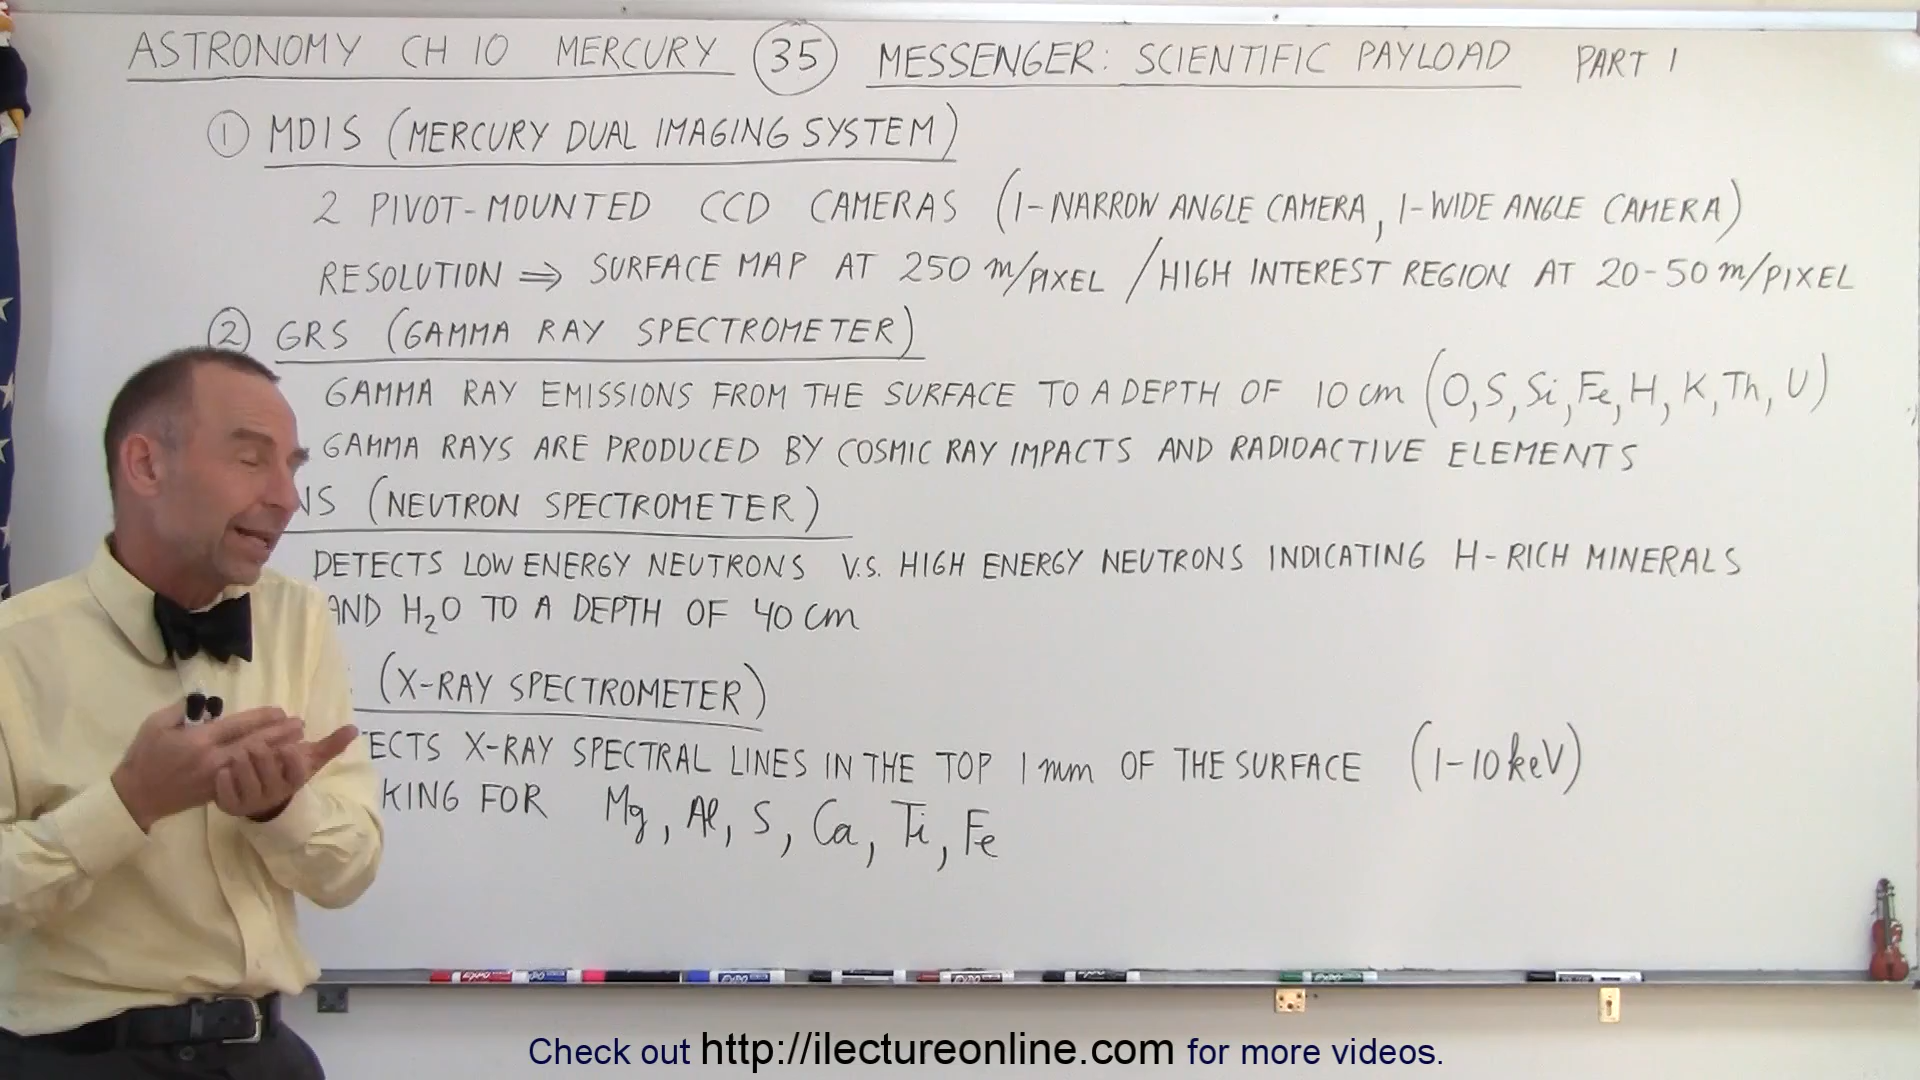 ASTRONOMY CH 10 MERCURY 35 MESSENGER: SCIENTIFIC PAYLOAD PART 1
1 MDIS (MERCURY DUAL IMAGING SYSTEM)
2 PIVOT-MOUNTED CCD CAMERAS (1-NARROW ANGLE CAMERA, 1-WIDE ANGLE CAMERA)
RESOLUTION ⇒ SURFACE MAP AT 250 m/PIXEL / HIGH INTEREST REGION AT 20-50 m/PIXEL
2 GRS (GAMMA RAY SPECTROMETER)
GAMMA RAY EMISSIONS FROM THE SURFACE TO A DEPTH OF 10 cm (O, S, Si, Fe, H, K, Th, U)
GAMMA RAYS ARE PRODUCED BY COSMIC RAY IMPACTS AND RADIOACTIVE ELEMENTS
NS (NEUTRON SPECTROMETER)
DETECTS LOW ENERGY NEUTRONS V.S. HIGH ENERGY NEUTRONS INDICATING H-RICH MINERALS
AND H₂O TO A DEPTH OF 40 cm
(X-RAY SPECTROMETER)
ECTS X-RAY SPECTRAL LINES IN THE TOP 1 mm OF THE SURFACE (1-10 keV)
KING FOR Mg, Al, S, Ca, Ti, Fe
Check out http://ilectureonline.com for more videos.